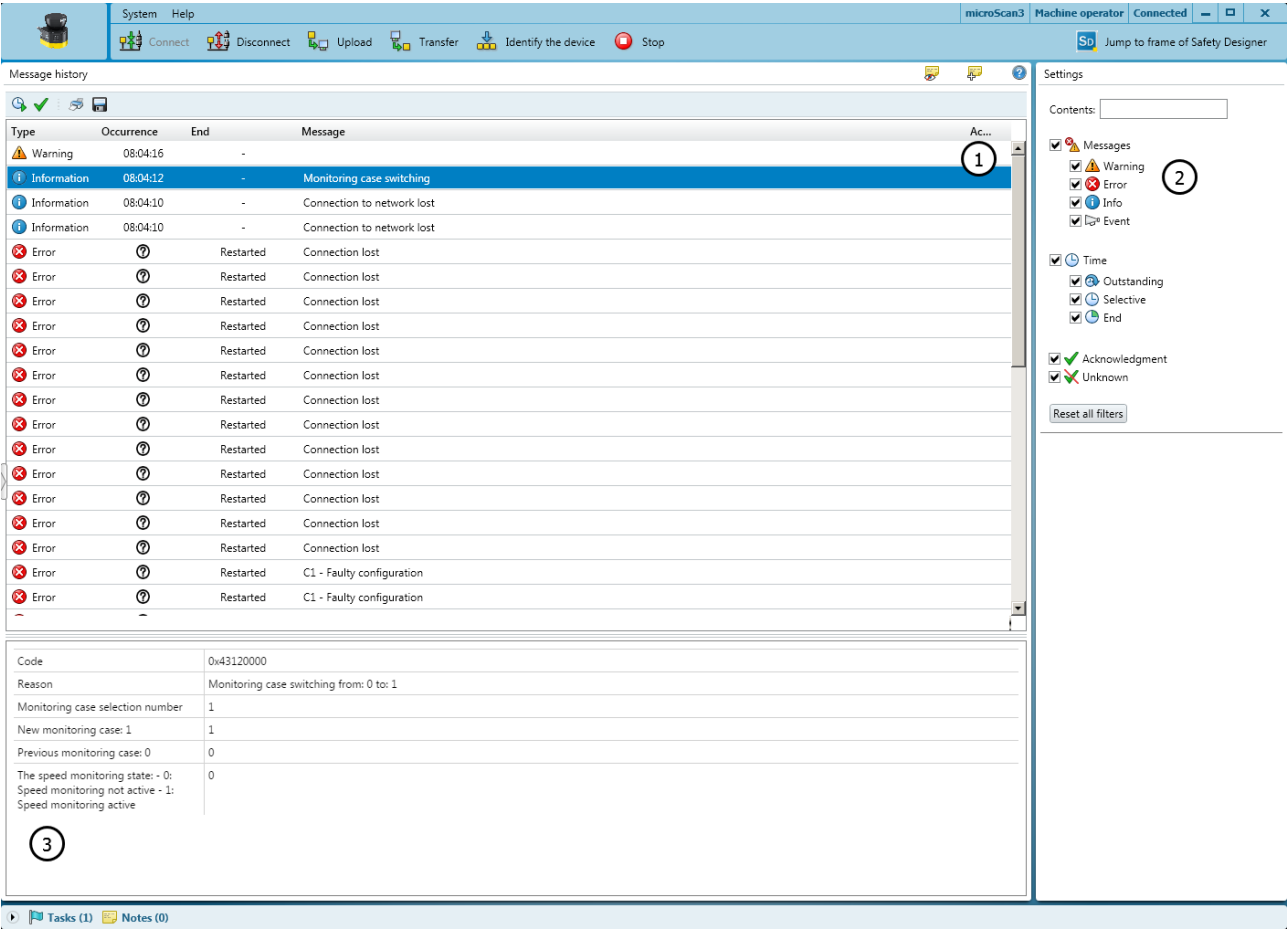 System Help
microScan3 Machine operator Connected
Connect Disconnect Upload Transfer Identify the device Stop
SD Jump to frame of Safety Designer
Message history
Settings
Contents:
Type Occurrence End Message Ac...
Warning 08:04:16 -
Information 08:04:12 - Monitoring case switching
Information 08:04:10 - Connection to network lost
Information 08:04:10 - Connection to network lost
Error ? Restarted Connection lost
Error ? Restarted Connection lost
Error ? Restarted Connection lost
Error ? Restarted Connection lost
Error ? Restarted Connection lost
Error ? Restarted Connection lost
Error ? Restarted Connection lost
Error ? Restarted Connection lost
Error ? Restarted Connection lost
Error ? Restarted Connection lost
Error ? Restarted Connection lost
Error ? Restarted Connection lost
Error ? Restarted Connection lost
Error ? Restarted C1 - Faulty configuration
Error ? Restarted C1 - Faulty configuration
1
Messages
Warning
Error
Info
Event
2
Time
Outstanding
Selective
End
Acknowledgment
Unknown
Reset all filters
Code 0x43120000
Reason Monitoring case switching from: 0 to: 1
Monitoring case selection number 1
New monitoring case: 1 1
Previous monitoring case: 0 0
The speed monitoring state: - 0: 0
Speed monitoring not active - 1:
Speed monitoring active
3
Tasks (1) Notes (0)